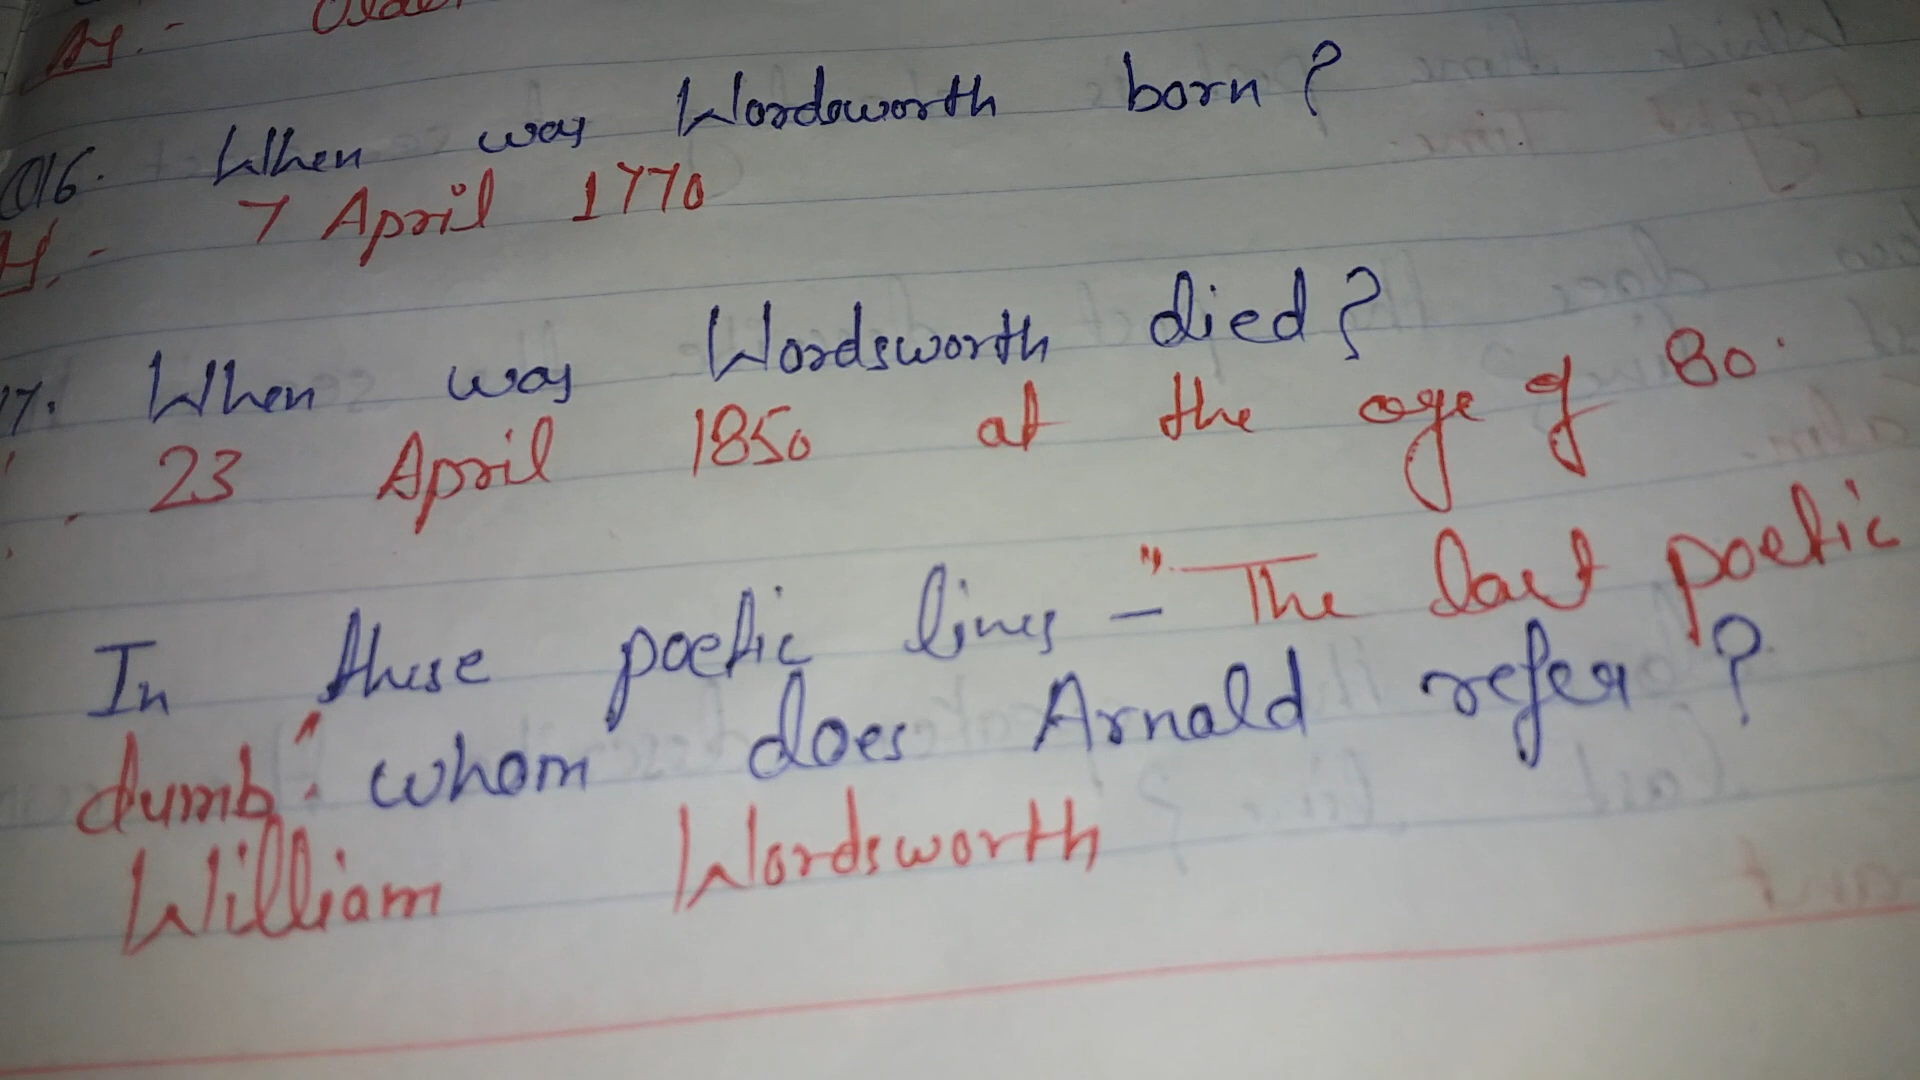 Q16. When was Wordsworth born?
7 April 1770
17. When was Wordsworth died?
23 April 1850 at the age of 80.
In these poetic lines - "The last poetic
dumb". whom does Arnald refer?
William Wordsworth